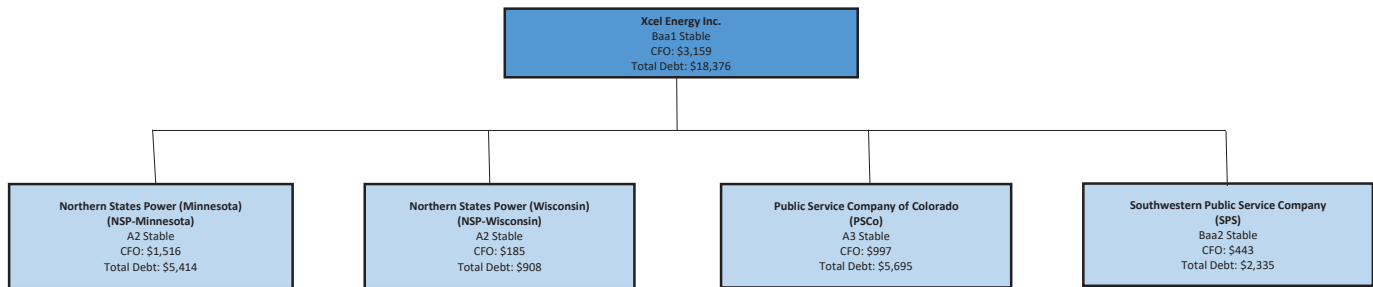 Xcel Energy Inc.
Baa1 Stable
CFO: $3,159
Total Debt: $18,376
Northern States Power (Minnesota)
(NSP-Minnesota)
A2 Stable
CFO: $1,516
Total Debt: $5,414
Northern States Power (Wisconsin)
(NSP-Wisconsin)
A2 Stable
CFO: $185
Total Debt: $908
Public Service Company of Colorado
(PSCo)
A3 Stable
CFO: $997
Total Debt: $5,695
Southwestern Public Service Company
(SPS)
Baa2 Stable
CFO: $443
Total Debt: $2,335